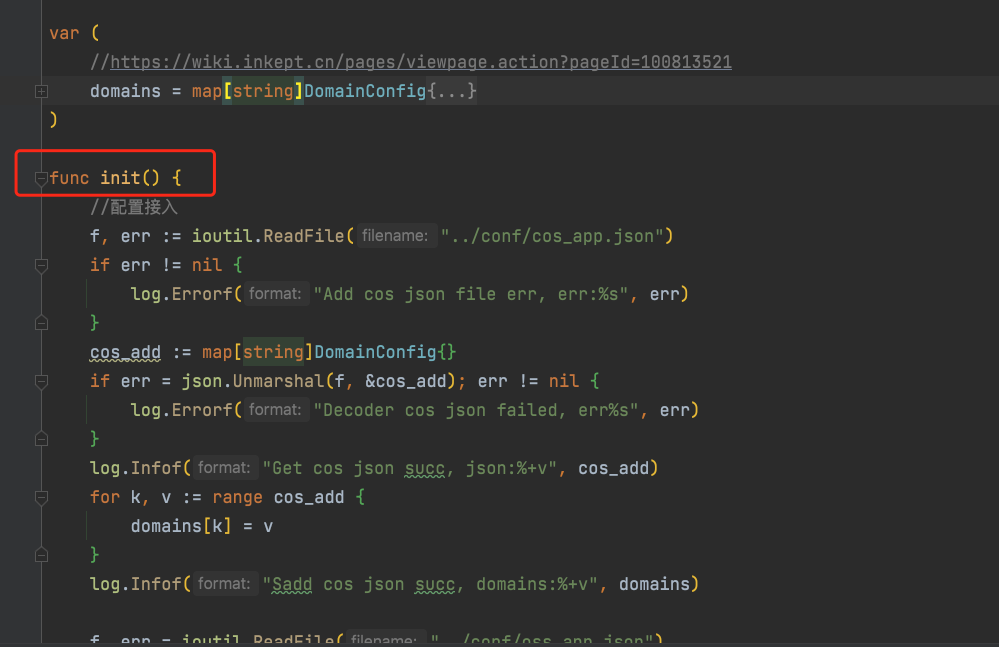 var (
//https://wiki.inkept.cn/pages/viewpage.action?pageId=100813521
domains = map[string]DomainConfig{...}
)
func init() {
//配置接入
f, err := ioutil.ReadFile( filename: "../conf/cos_app.json")
if err != nil {
log.Errorf( format: "Add cos json file err, err:%s", err)
}
cos_add := map[string]DomainConfig{}
if err = json.Unmarshal(f, &cos_add); err != nil {
log.Errorf( format: "Decoder cos json failed, err%s", err)
}
log.Infof( format: "Get cos json succ, json:%+v", cos_add)
for k, v := range cos_add {
domains[k] = v
}
log.Infof( format: "Sadd cos json succ, domains:%+v", domains)
f, err = ioutil.ReadFile( filename: "../conf/oss_app.json")